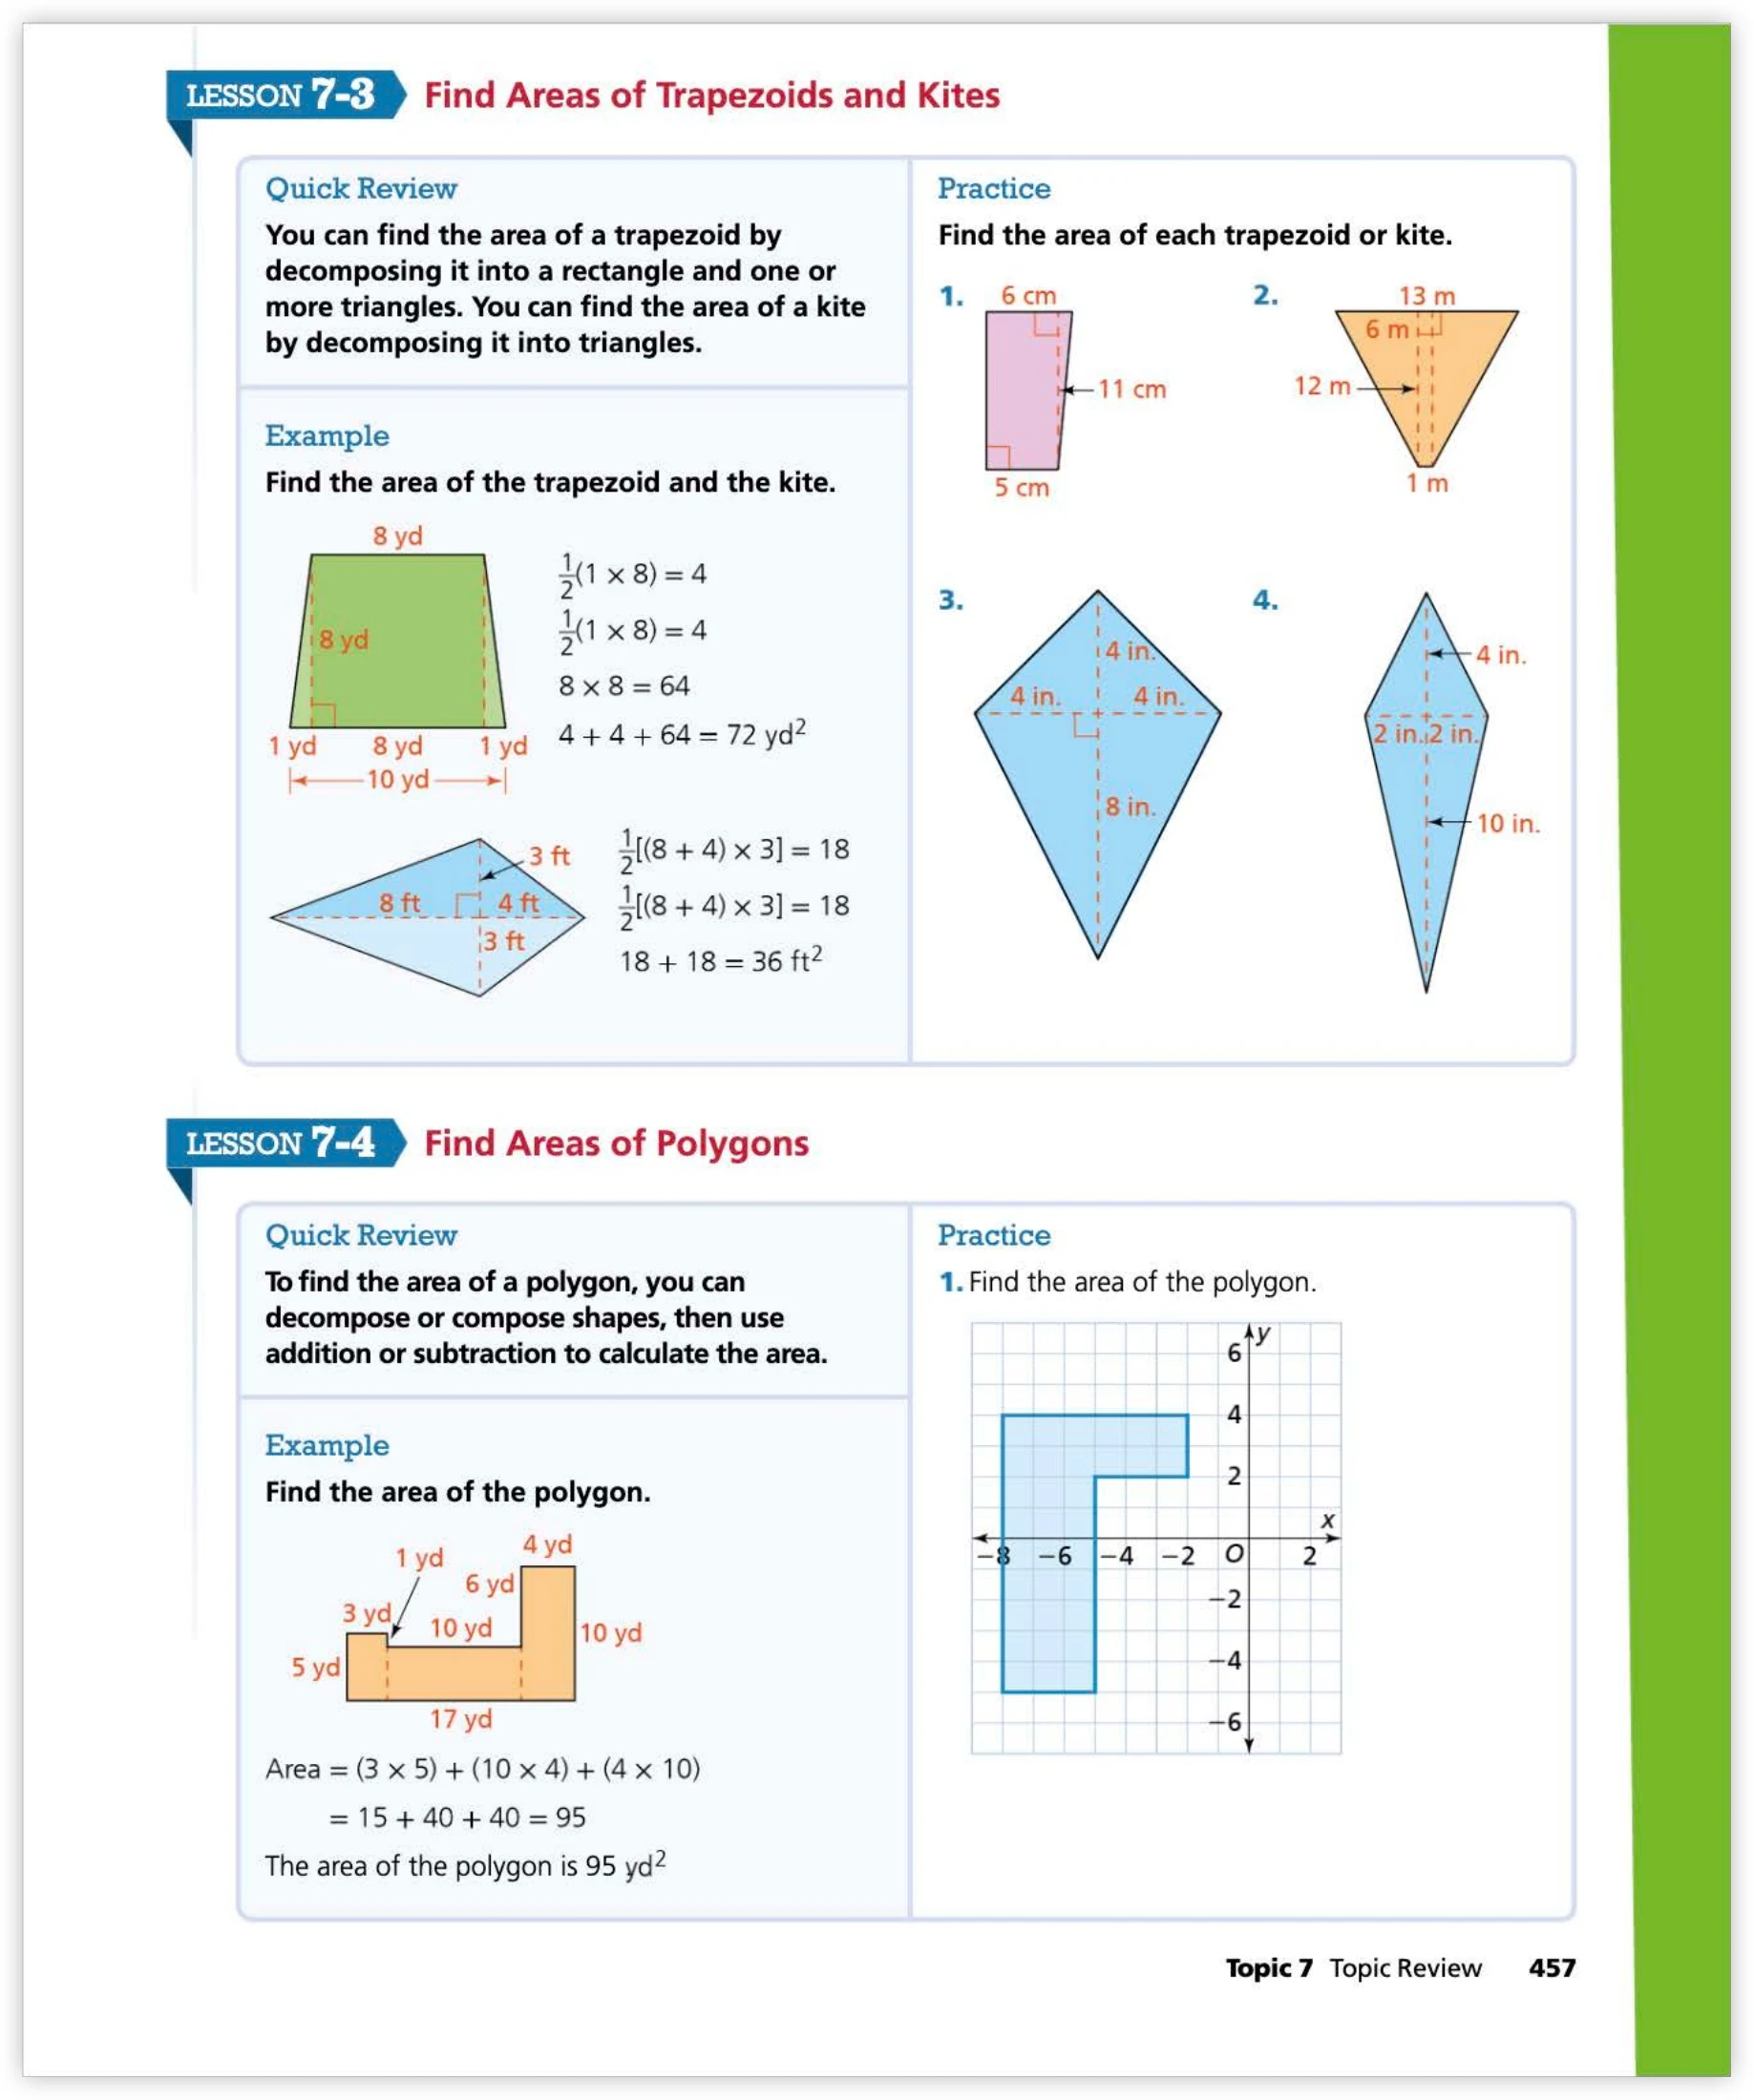 LESSON 7-3 Find Areas of Trapezoids and Kites
Quick Review
You can find the area of a trapezoid by
decomposing it into a rectangle and one or
more triangles. You can find the area of a kite
by decomposing it into triangles.
Example
Find the area of the trapezoid and the kite.
8 yd
8 yd
1 yd 8 yd 1 yd
10 yd
1/2(1 × 8) = 4
1/2(1 × 8) = 4
8 × 8 = 64
4 + 4 + 64 = 72 yd²
3 ft
8 ft 4 ft
3 ft
1/2[(8 + 4) × 3] = 18
1/2[(8 + 4) × 3] = 18
18 + 18 = 36 ft²
Practice
Find the area of each trapezoid or kite.
1. 6 cm
11 cm
5 cm
2. 13 m
6 m
12 m
1 m
3.
4 in.
4 in. 4 in.
8 in.
4.
4 in.
2 in. 2 in.
10 in.
LESSON 7-4 Find Areas of Polygons
Quick Review
To find the area of a polygon, you can
decompose or compose shapes, then use
addition or subtraction to calculate the area.
Example
Find the area of the polygon.
4 yd
1 yd
6 yd
3 yd
10 yd
10 yd
5 yd
17 yd
Area = (3 × 5) + (10 × 4) + (4 × 10)
= 15 + 40 + 40 = 95
The area of the polygon is 95 yd²
Practice
1. Find the area of the polygon.
y
6
4
2
x
−8 −6 −4 −2 O 2
−2
−4
−6
Topic 7 Topic Review 457